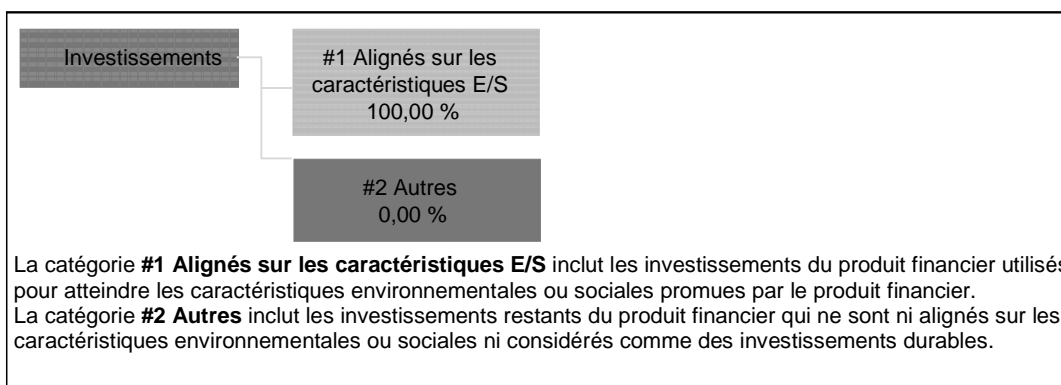 Investissements
#1 Alignés sur les
caractéristiques E/S
100,00 %
#2 Autres
0,00 %
La catégorie #1 Alignés sur les caractéristiques E/S inclut les investissements du produit financier utilisés
pour atteindre les caractéristiques environnementales ou sociales promues par le produit financier.
La catégorie #2 Autres inclut les investissements restants du produit financier qui ne sont ni alignés sur les
caractéristiques environnementales ou sociales ni considérés comme des investissements durables.